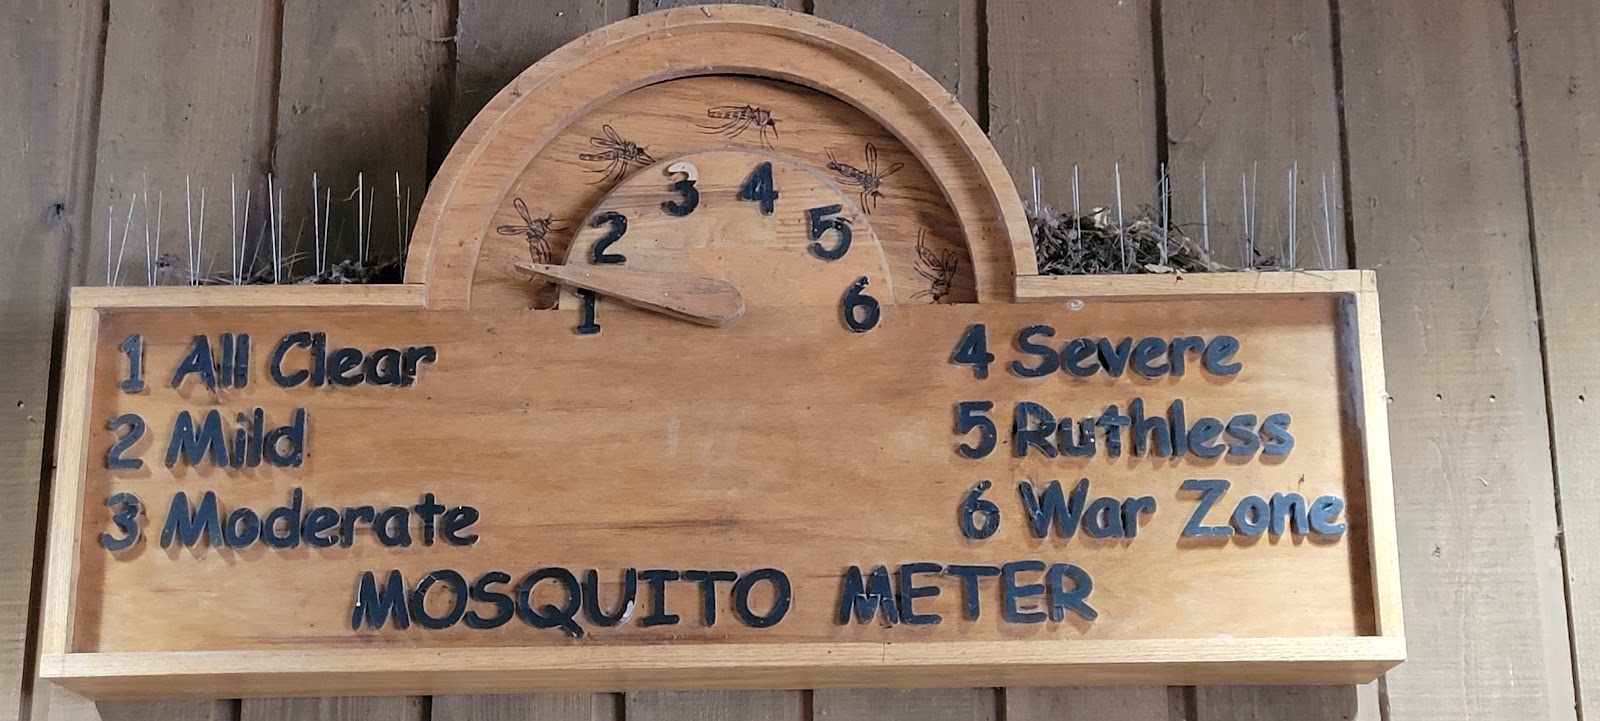 1 2 3 4 5 6
1 All Clear
2 Mild
3 Moderate
4 Severe
5 Ruthless
6 War Zone
MOSQUITO METER